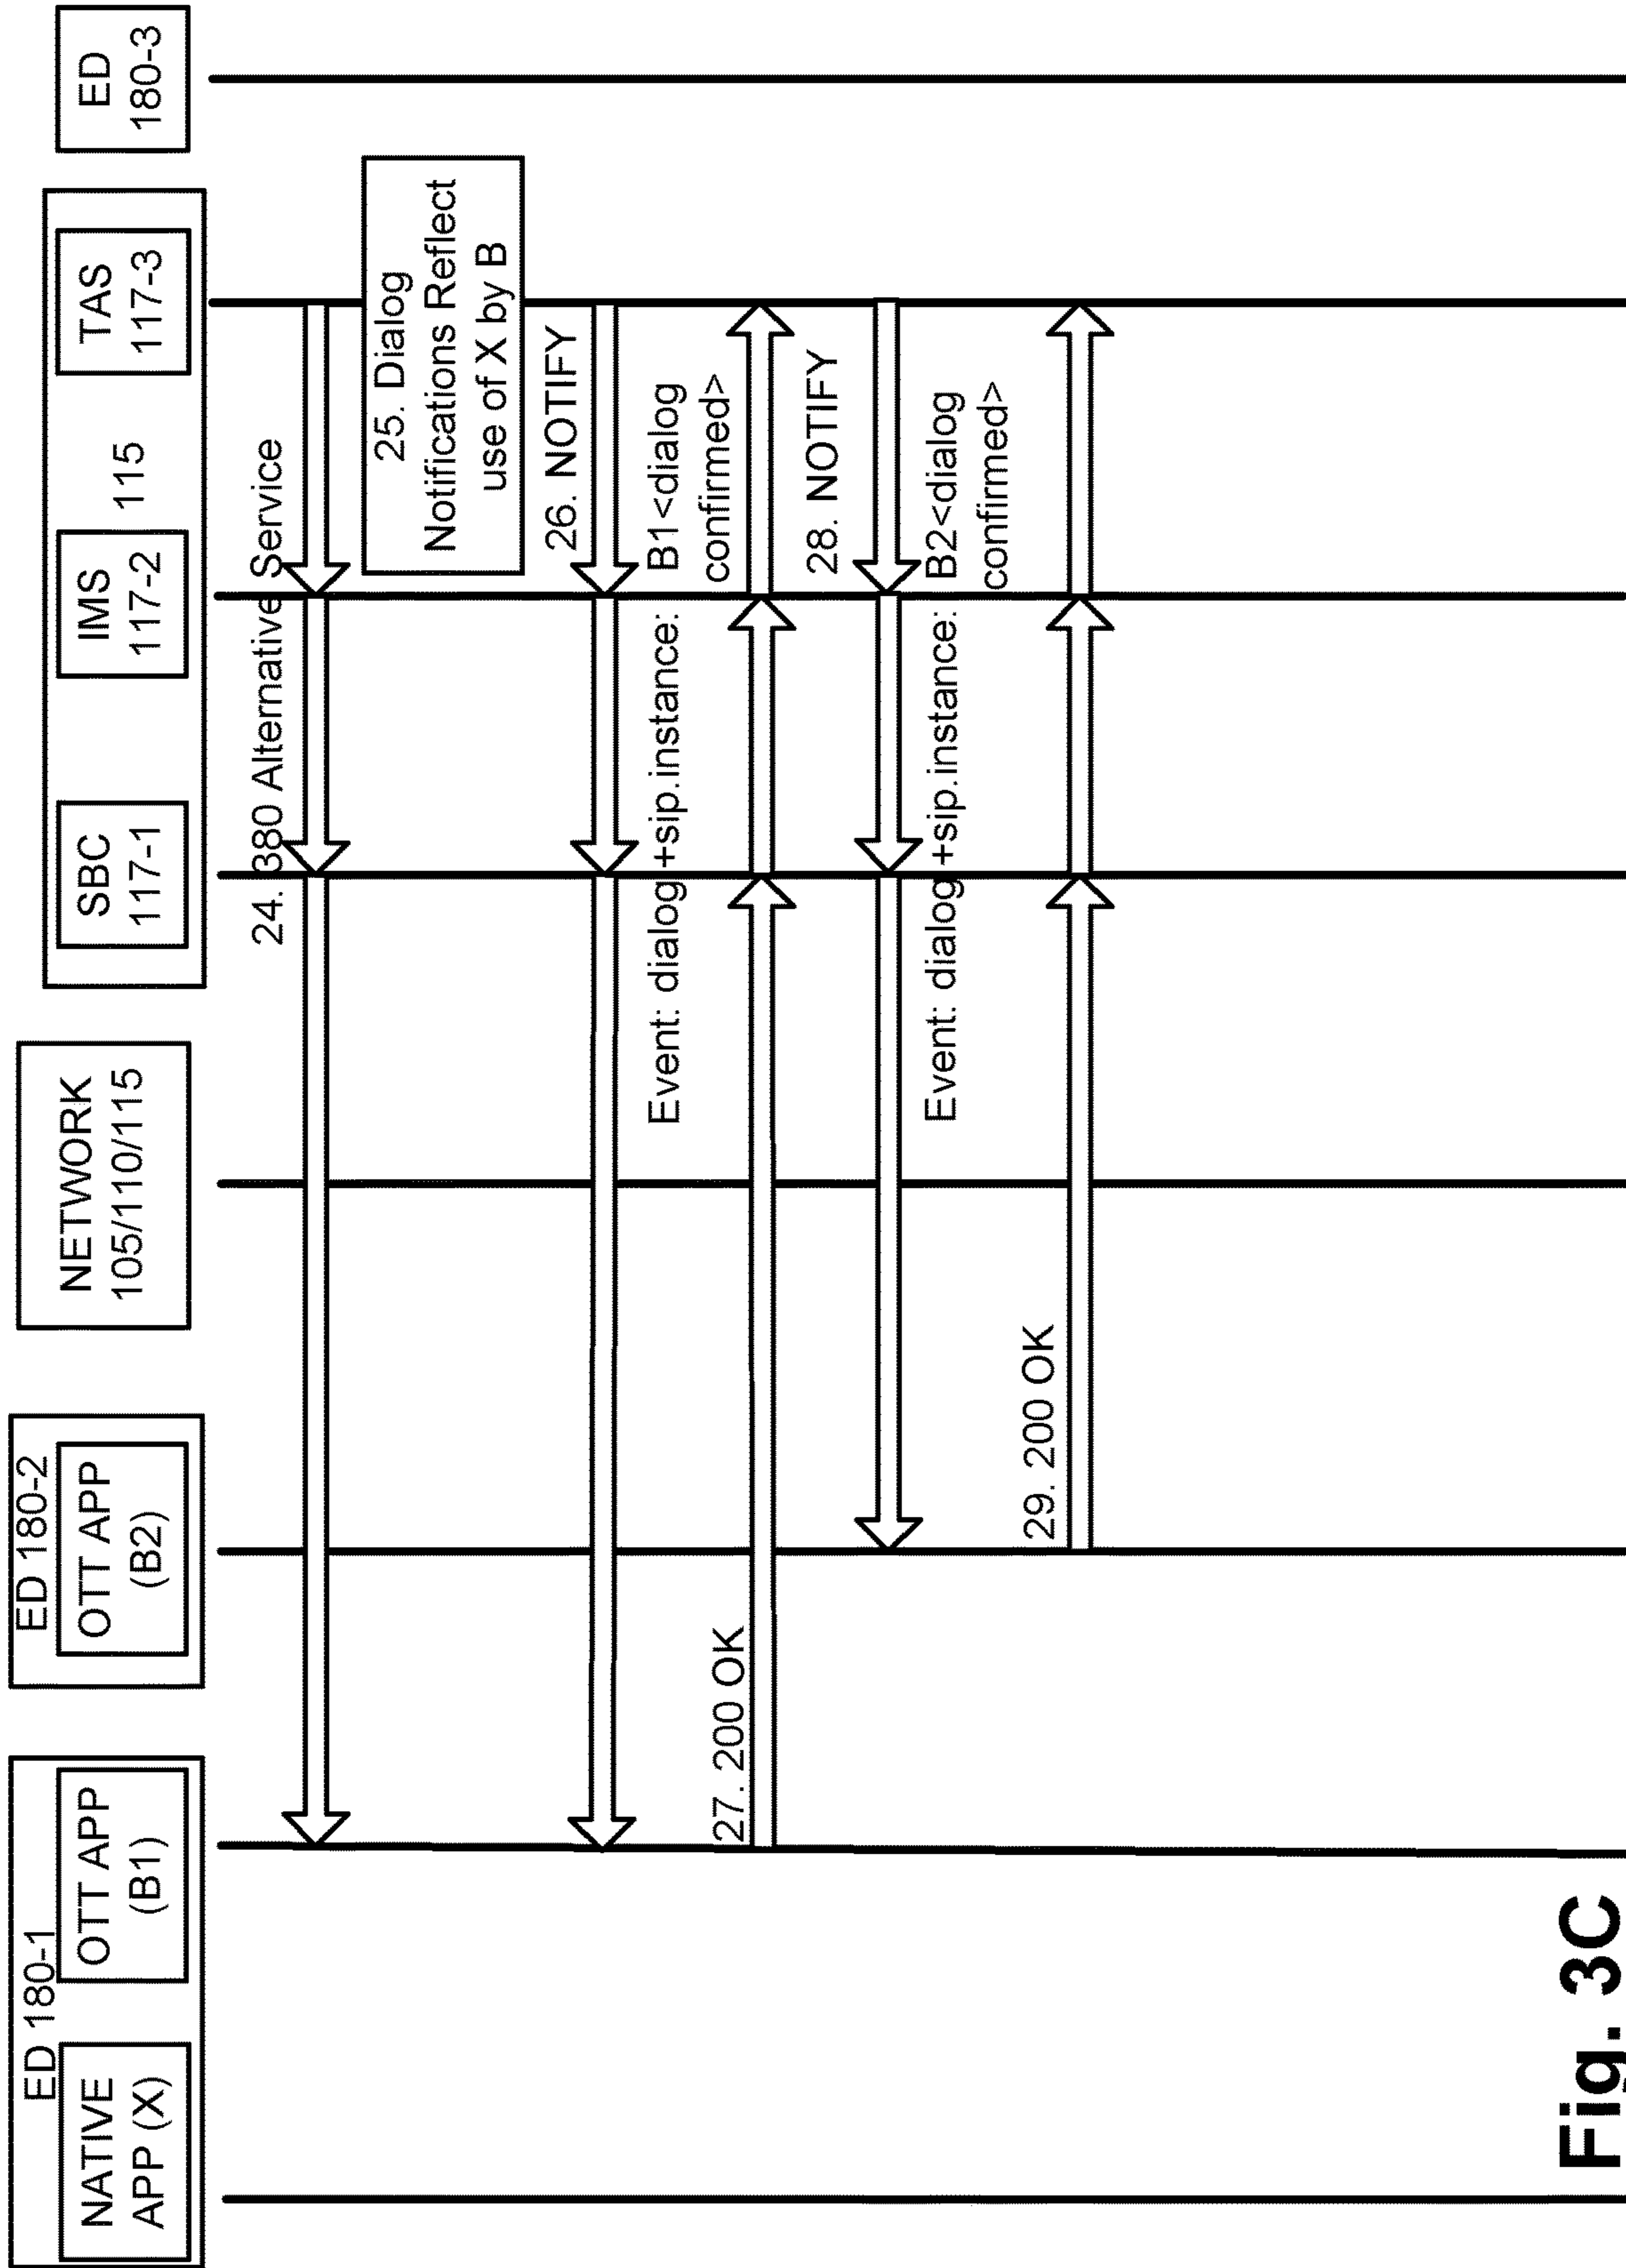 ED 180-1
NATIVE
APP (X)
OTT APP
(B1)
ED 180-2
OTT APP
(B2)
NETWORK
105/110/115
SBC
117-1
IMS
117-2
115
TAS
117-3
ED
180-3
24. 380 Alternative Service
25. Dialog
Notifications Reflect
use of X by B
26. NOTIFY
Event: dialog +sip.instance: B1<dialog
confirmed>
27. 200 OK
28. NOTIFY
Event: dialog +sip.instance: B2<dialog
confirmed>
29. 200 OK
Fig. 3C